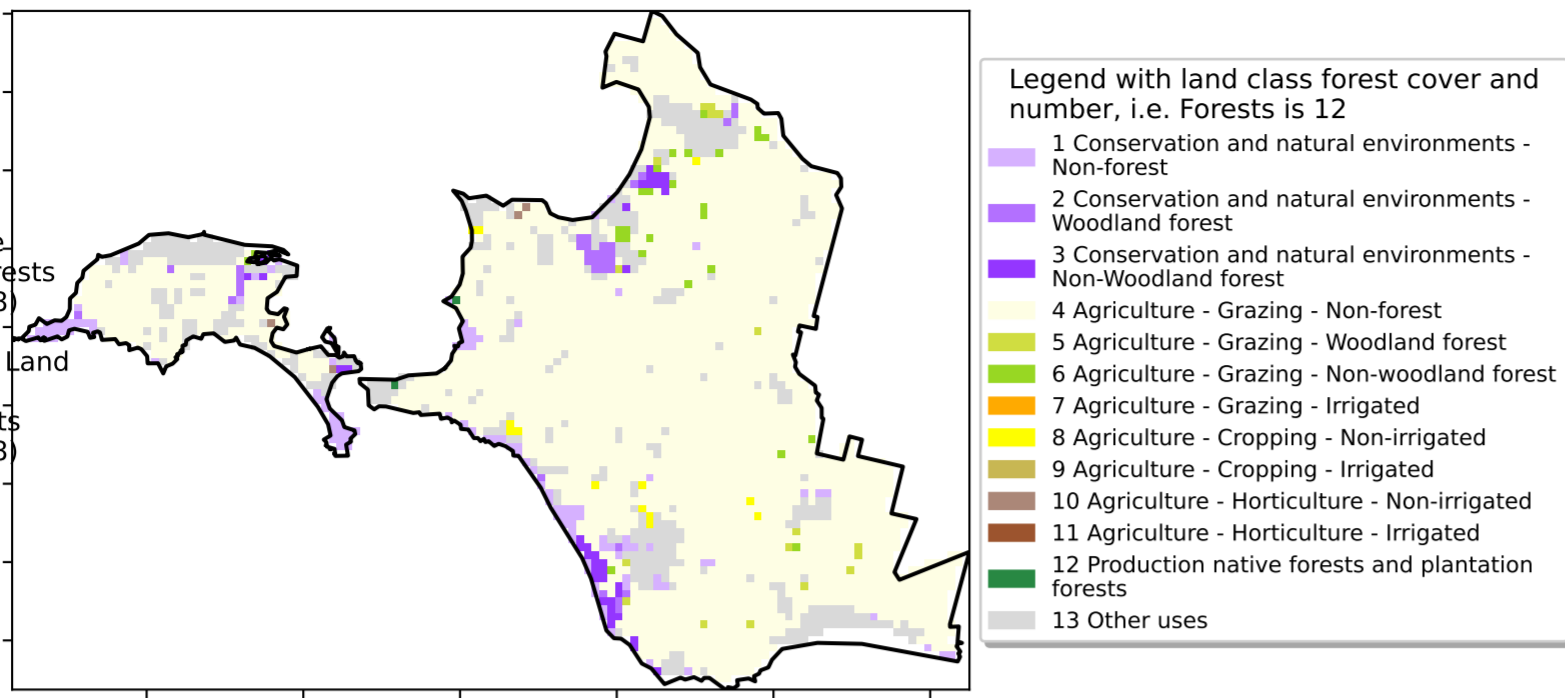 Legend with land class forest cover and
number, i.e. Forests is 12
1 Conservation and natural environments -
Non-forest
2 Conservation and natural environments -
Woodland forest
3 Conservation and natural environments -
Non-Woodland forest
4 Agriculture - Grazing - Non-forest
5 Agriculture - Grazing - Woodland forest
6 Agriculture - Grazing - Non-woodland forest
7 Agriculture - Grazing - Irrigated
8 Agriculture - Cropping - Non-irrigated
9 Agriculture - Cropping - Irrigated
10 Agriculture - Horticulture - Non-irrigated
11 Agriculture - Horticulture - Irrigated
12 Production native forests and plantation
forests
13 Other uses
Land